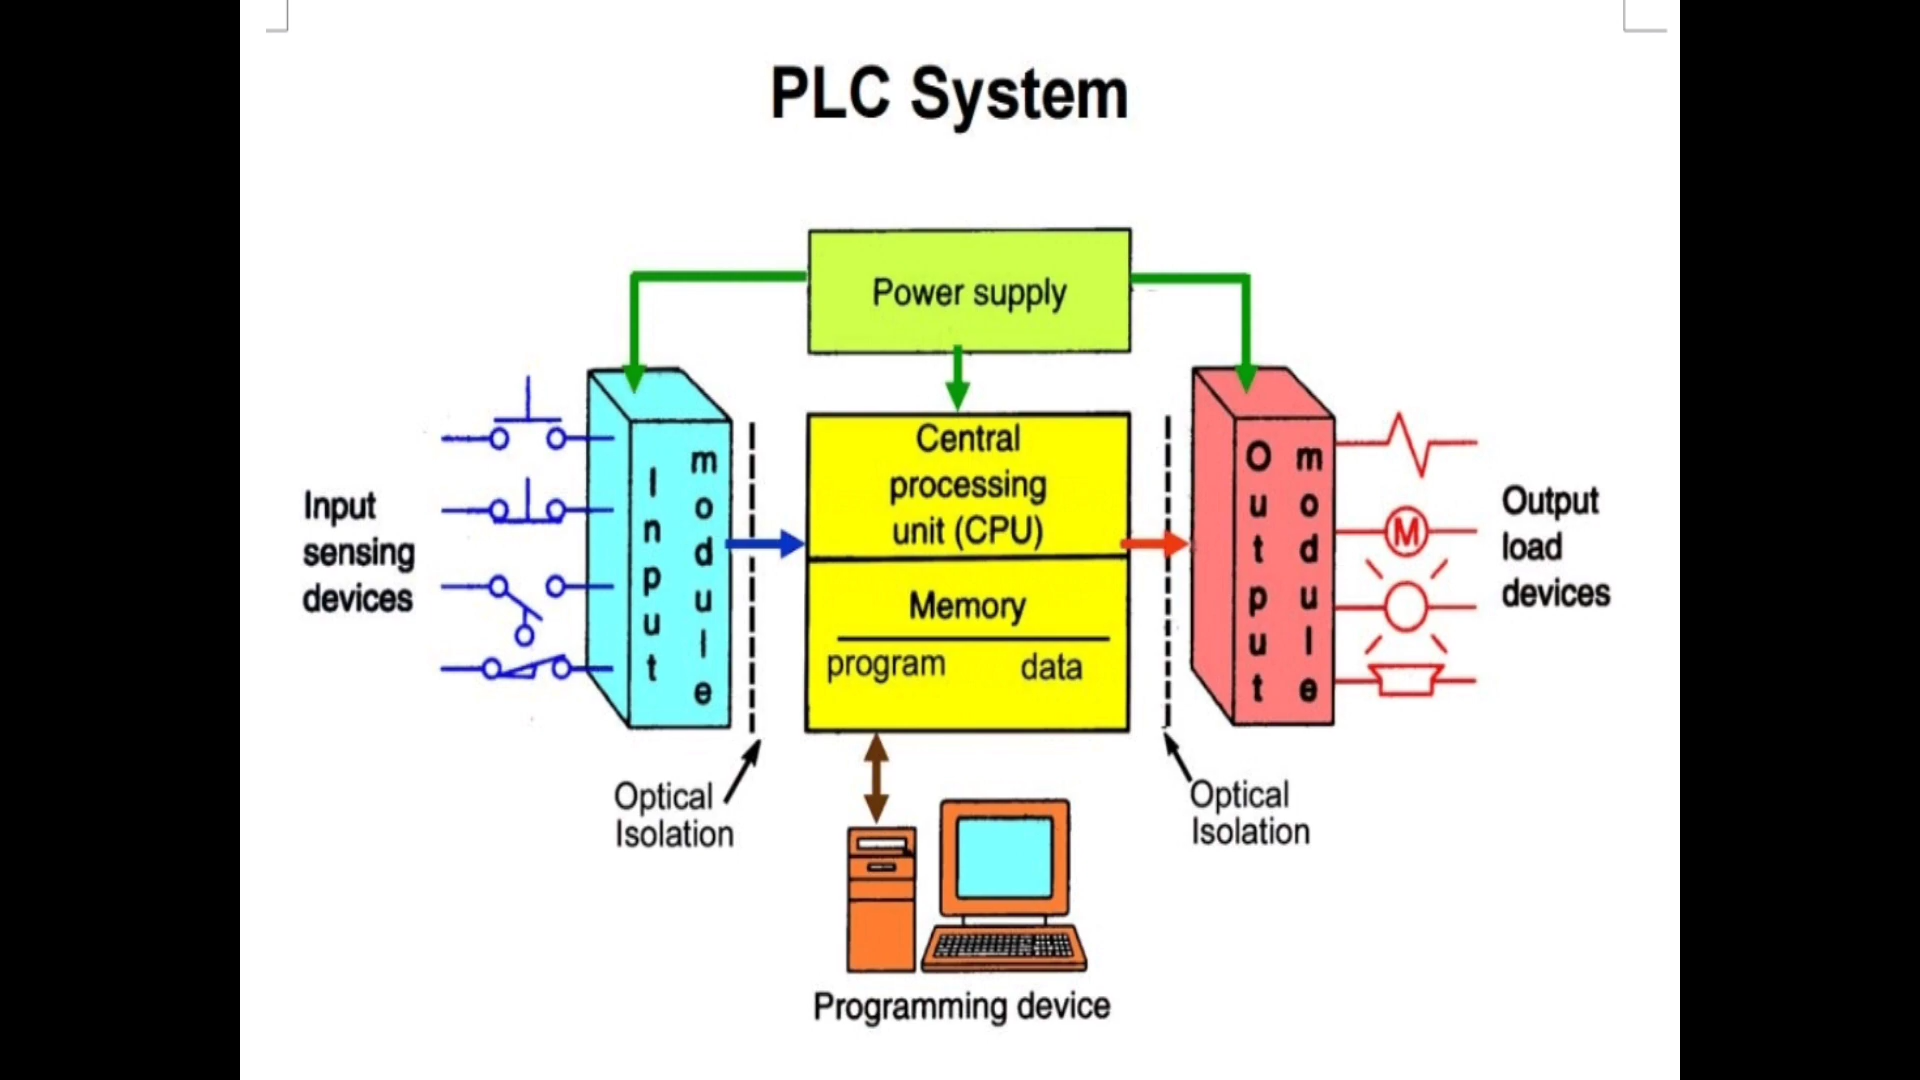 PLC System
Power supply
Input
sensing
devices
Input
module
Central
processing
unit (CPU)
Memory
program data
Output
module
M
Output
load
devices
Optical
Isolation
Optical
Isolation
Programming device